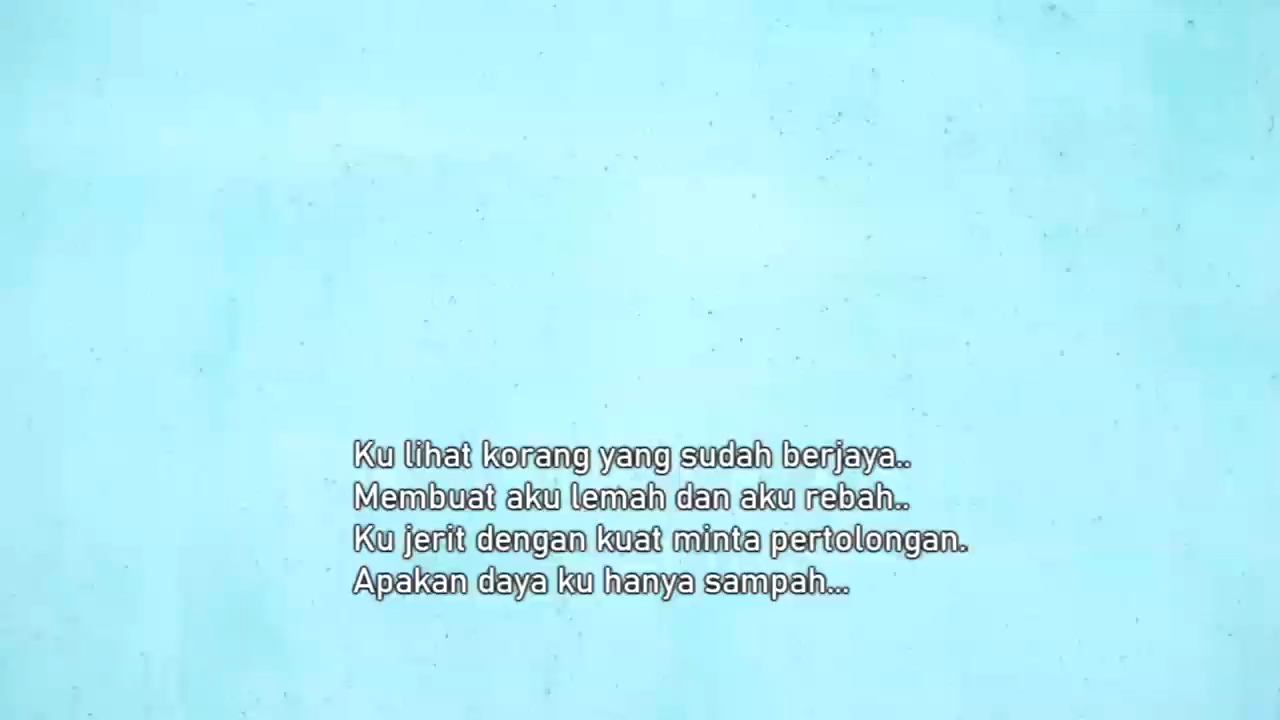 Ku lihat korang yang sudah berjaya..
Membuat aku lemah dan aku rebah..
Ku jerit dengan kuat minta pertolongan.
Apakan daya ku hanya sampah...